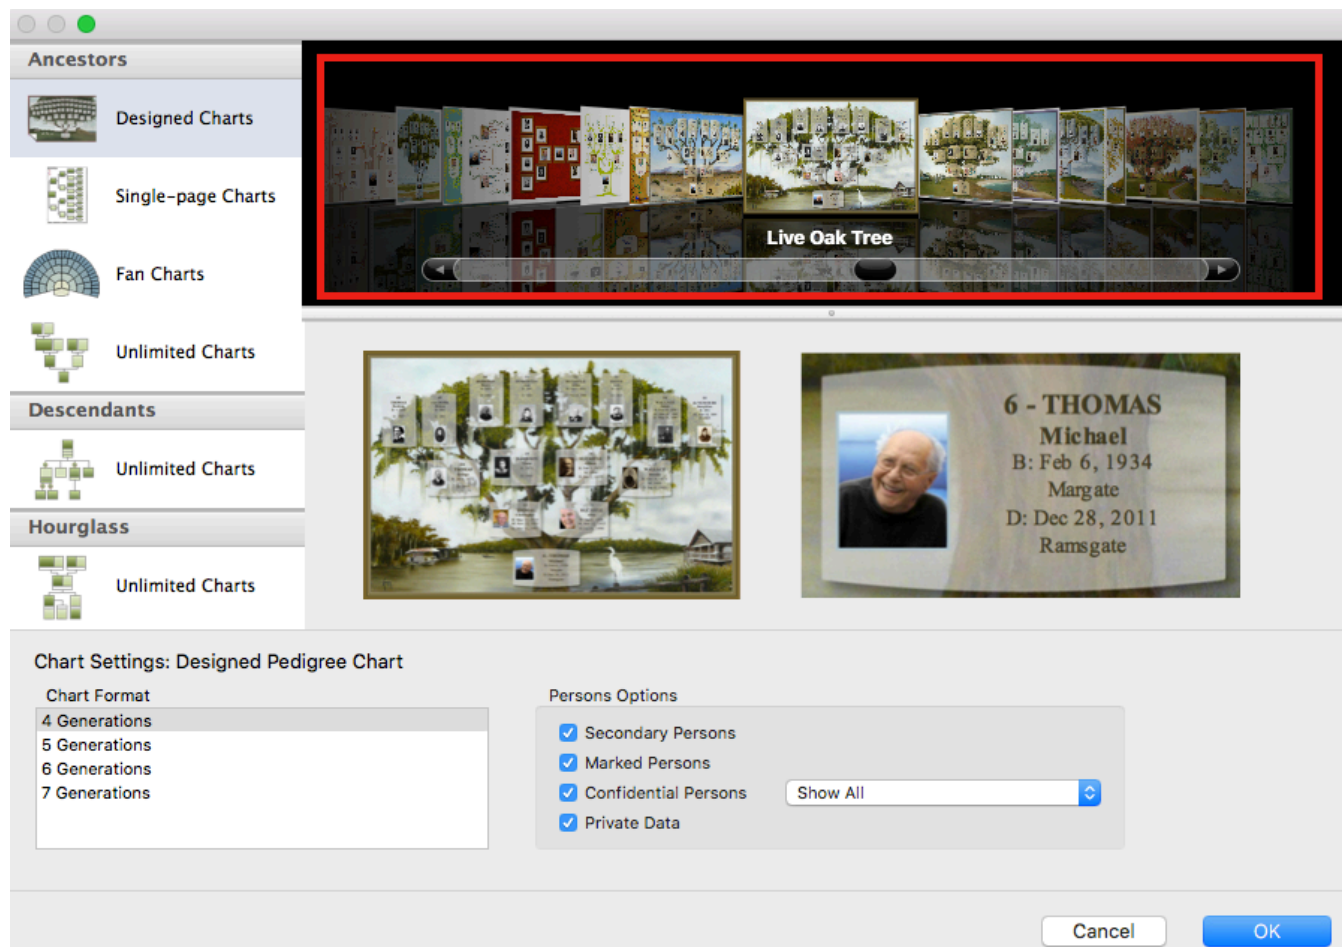 Ancestors
Designed Charts
Single-page Charts
Fan Charts
Unlimited Charts
Descendants
Unlimited Charts
Hourglass
Unlimited Charts
Live Oak Tree
6 - THOMAS
Michael
B: Feb 6, 1934
Margate
D: Dec 28, 2011
Ramsgate
Chart Settings: Designed Pedigree Chart
Chart Format
4 Generations
5 Generations
6 Generations
7 Generations
Persons Options
Secondary Persons
Marked Persons
Confidential Persons Show All
Private Data
Cancel OK